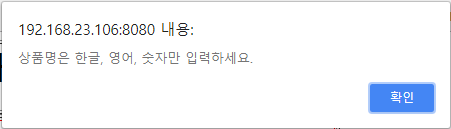 192.168.23.106:8080 내용:
상품명은 한글, 영어, 숫자만 입력하세요.
확인